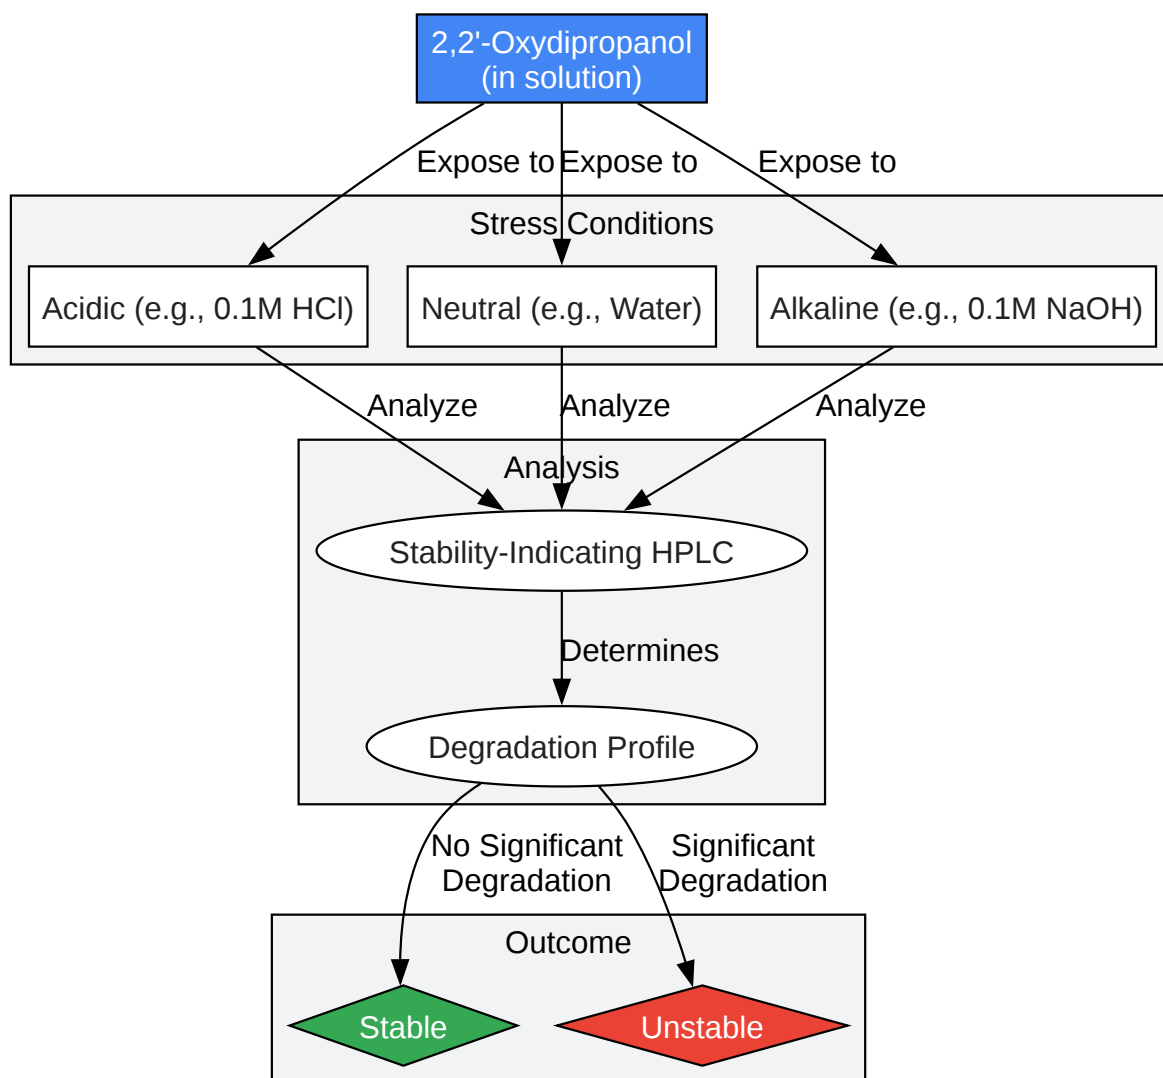 2,2'-Oxydipropanol
(in solution)
Expose to Expose to Expose to
Stress Conditions
Acidic (e.g., 0.1M HCl) Neutral (e.g., Water) Alkaline (e.g., 0.1M NaOH)
Analyze Analyze Analyze
Analysis
Stability-Indicating HPLC
Determines
Degradation Profile
No Significant
Degradation
Significant
Degradation
Outcome
Stable Unstable